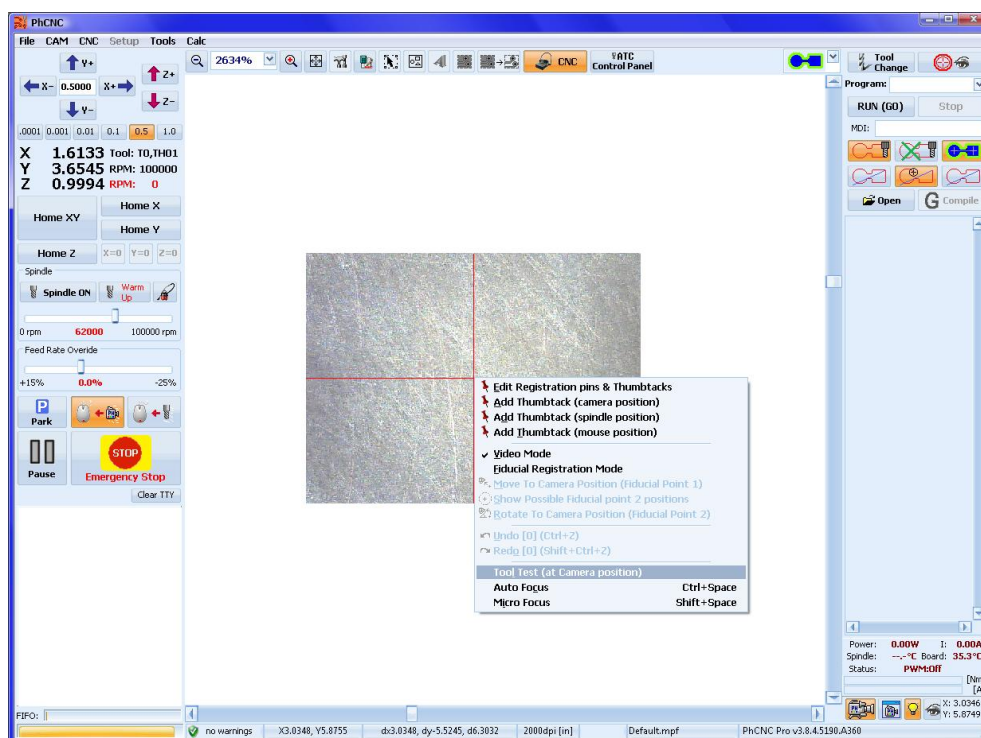 PhCNC
File CAM CNC Setup Tools Calc
Y+
Z+
X- 0.5000 X+
Y-
Z-
.0001 0.001 0.01 0.1 0.5 1.0
X 1.6133 Tool: T0,TH01
Y 3.6545 RPM: 100000
Z 0.9994 RPM: 0
Home XY
Home X
Home Y
Home Z X=0 Y=0 Z=0
Spindle
Spindle ON Warm Up
0 rpm 62000 100000 rpm
Feed Rate Overide
+15% 0.0% -25%
P
Park
Pause
STOP
Emergency Stop
Clear TTY
FIFO:
2634%
CNC
ATC
Control Panel
Edit Registration pins & Thumbtacks
Add Thumbtack (camera position)
Add Thumbtack (spindle position)
Add Thumbtack (mouse position)
Video Mode
Fiducial Registration Mode
Move To Camera Position (Fiducial Point 1)
Show Possible Fiducial point 2 positions
Rotate To Camera Position (Fiducial Point 2)
Undo [0] (Ctrl+Z)
Redo [0] (Shift+Ctrl+Z)
Tool Test (at Camera position)
Auto Focus Ctrl+Space
Micro Focus Shift+Space
Tool Change
Program:
RUN (GO) Stop
MDI:
Open G Compile
Power: 0.00W I: 0.00A
Spindle: --.-°C Board: 35.3°C
Status: PWM:Off
X: 3.0346
Y: 5.8749
no warnings X3.0348, Y5.8755 dx3.0348, dy-5.5245, d6.3032 2000dpi [in] Default.mpf PhCNC Pro v3.8.4.5190.A360